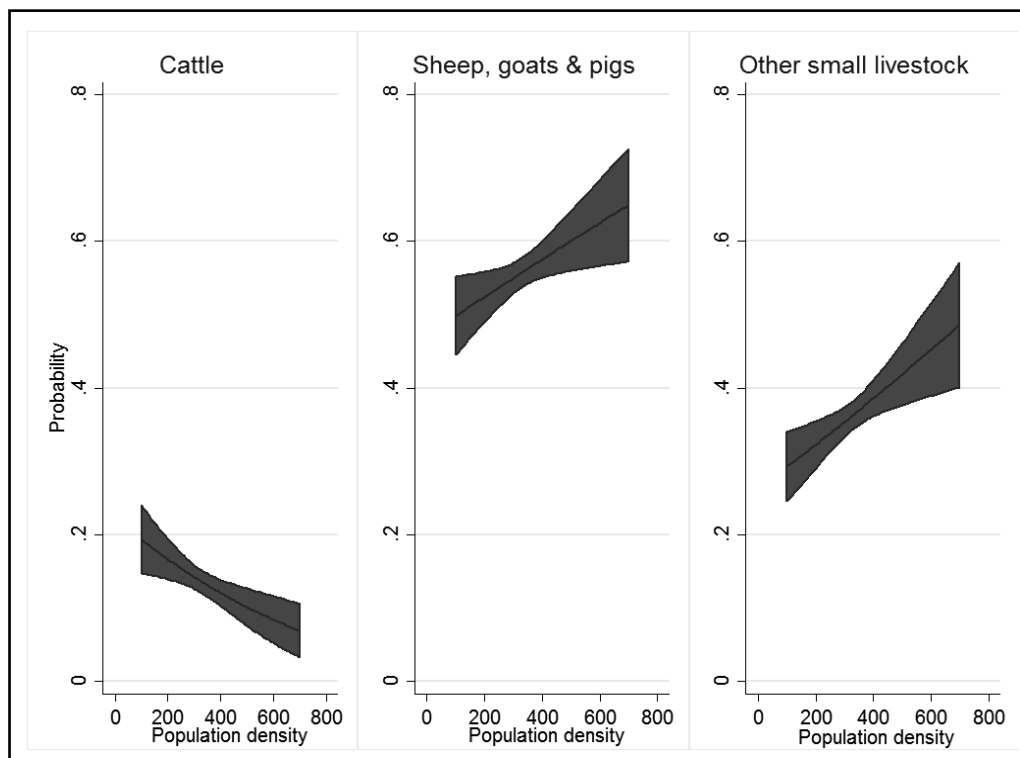 Cattle
Sheep, goats & pigs
Other small livestock
Probability
.8
.6
.4
.2
0
0 200 400 600 800
Population density
.8
.6
.4
.2
0
0 200 400 600 800
Population density
.8
.6
.4
.2
0
0 200 400 600 800
Population density